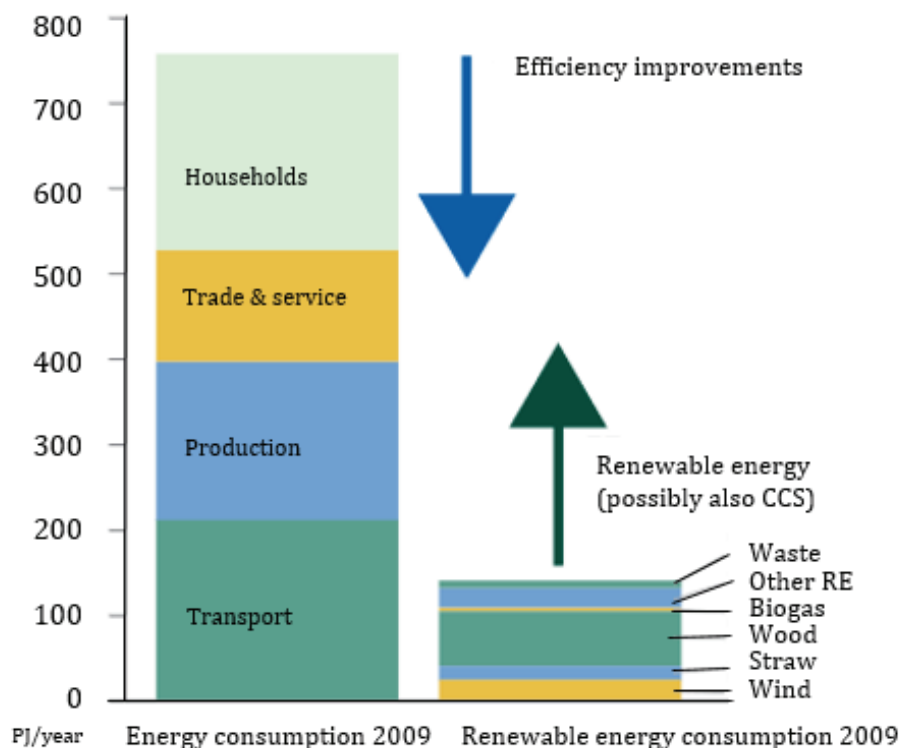 800
700
600
500
400
300
200
100
0
PJ/year
Efficiency improvements
Households
Trade & service
Production
Transport
Renewable energy
(possibly also CCS)
Waste
Other RE
Biogas
Wood
Straw
Wind
Energy consumption 2009
Renewable energy consumption 2009